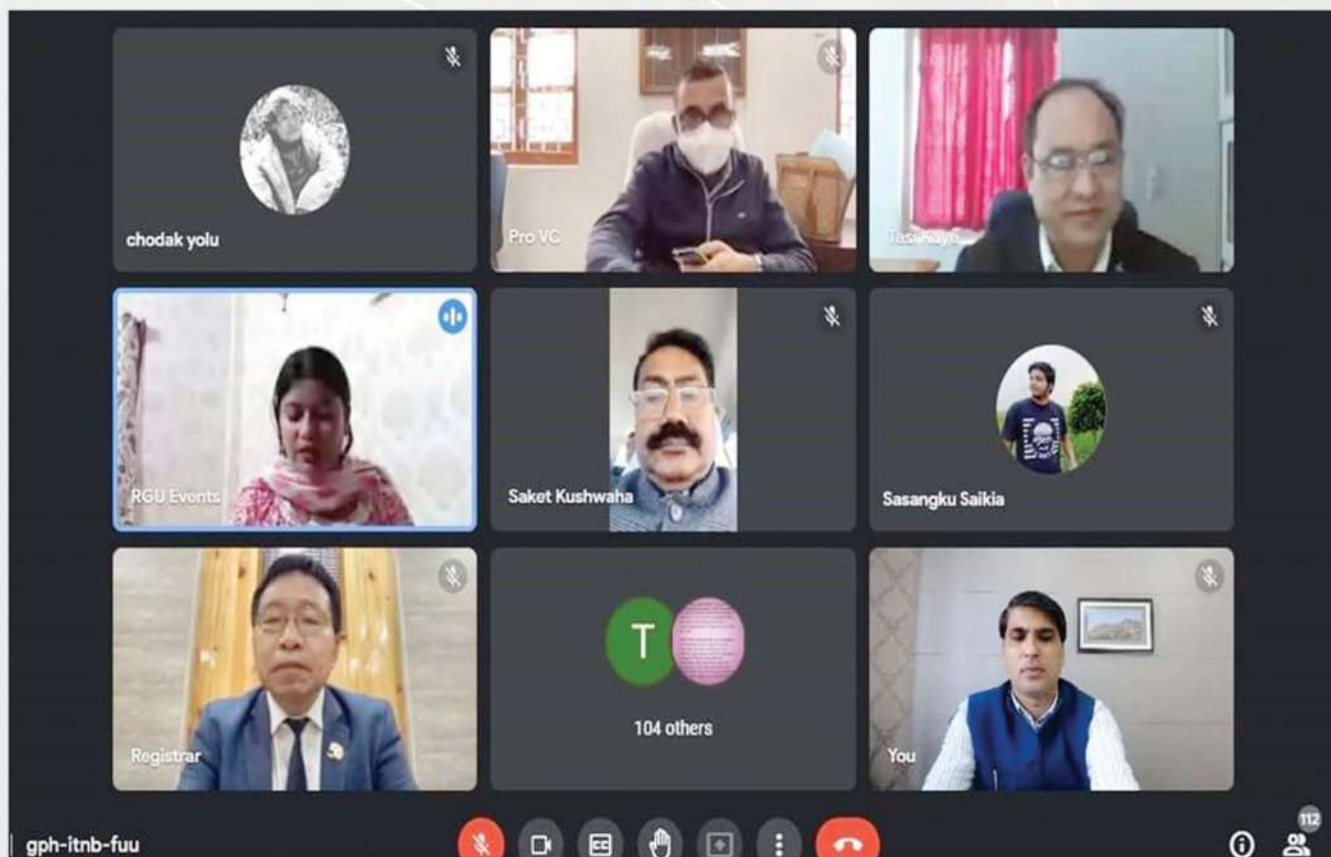 chodak yolu
Pro VC
Tasi Kaye
RGU Events
Saket Kushwaha
Sasangku Saikia
Registrar
T
104 others
You
gph-itnb-fuu
CC
112